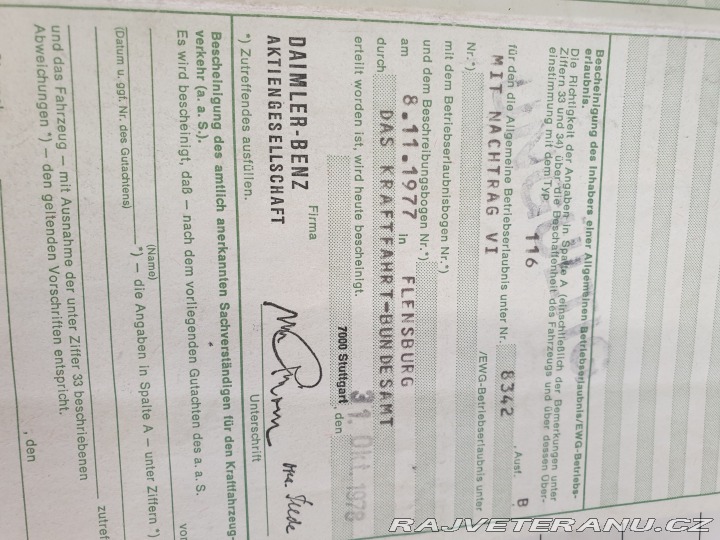 Bescheinigung des Inhabers einer Allgemeinen Betriebserlaubnis/EWG-Betriebs-
erlaubnis.
Die Richtigkeit der Angaben in Spalte A (einschließlich der Bemerkungen unter
Ziffern 33 und 34) über die Beschaffenheit des Fahrzeugs und über dessen Über-
einstimmung mit dem Typ
116
für den die Allgemeine Betriebserlaubnis unter Nr. 8342 , Ausf. B
MIT NACHTRAG VI
/EWG-Betriebserlaubnis unter
Nr.*)
mit dem Betriebserlaubnisbogen Nr.*)
und dem Beschreibungsbogen Nr.*)
am 8.11.1977 in FLENSBURG
durch DAS KRAFTFAHRT-BUNDESAMT
erteilt worden ist, wird heute bescheinigt.
7000 Stuttgart , den 31. Okt. 1978
DAIMLER-BENZ
AKTIENGESELLSCHAFT
Firma
Unterschrift
*) Zutreffendes ausfüllen.
Bescheinigung des amtlich anerkannten Sachverständigen für den Kraftfahrzeug-
verkehr (a. a. S.).
Es wird bescheinigt, daß – nach dem vorliegenden Gutachten des a. a. S.
(Name)
vo
*) – die Angaben in Spalte A – unter Ziffern *)
(Datum u. ggf. Nr. des Gutachtens)
zutref
und das Fahrzeug – mit Ausnahme der unter Ziffer 33 beschriebenen
Abweichungen *) – den geltenden Vorschriften entspricht.
, den
RAJVETERANU.CZ